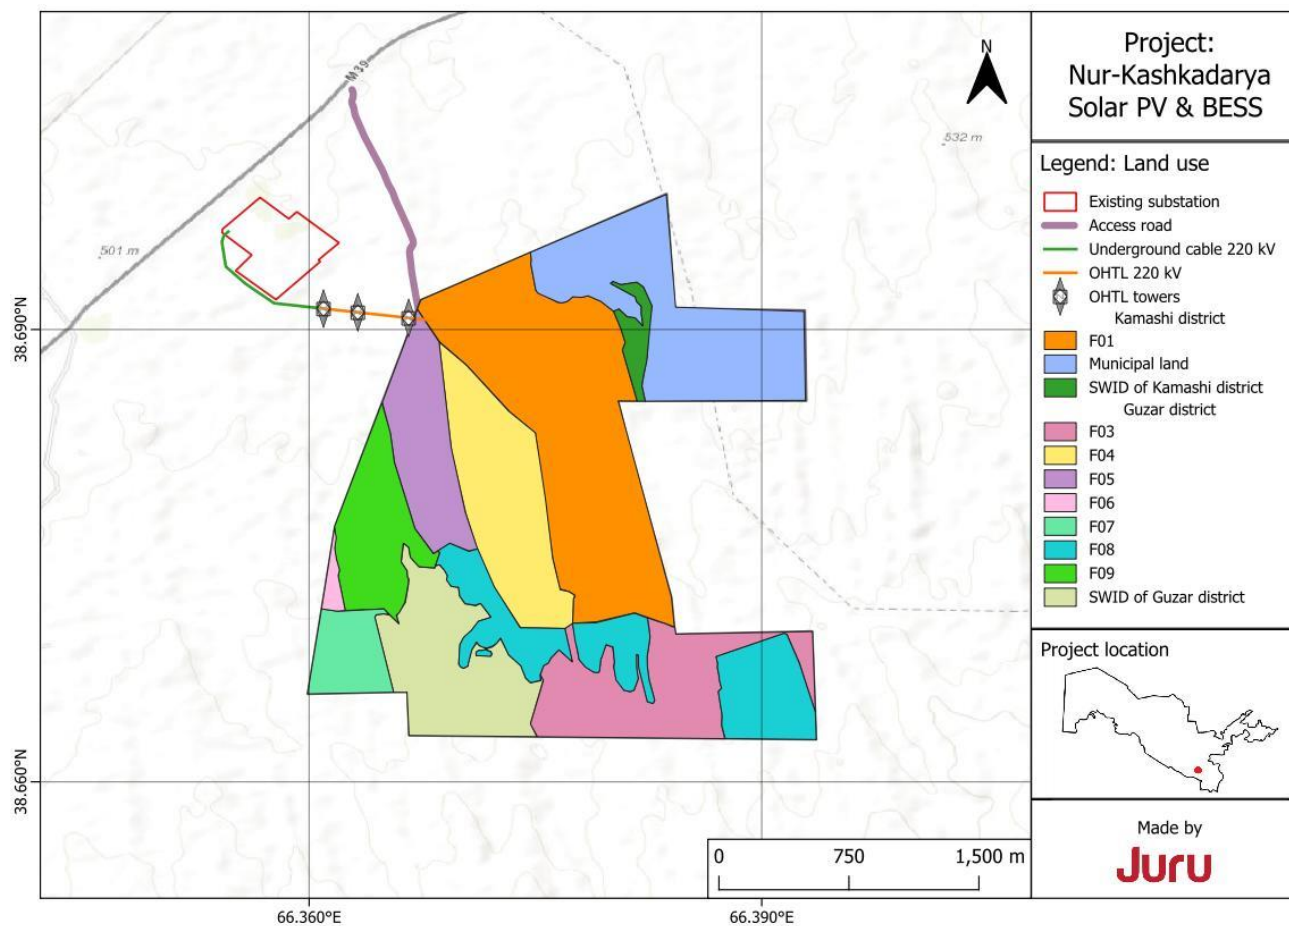 Project:
Nur-Kashkadarya
Solar PV & BESS
Legend: Land use
Existing substation
Access road
Underground cable 220 kV
OHTL 220 kV
OHTL towers
Kamashi district
F01
Municipal land
SWID of Kamashi district
Guzar district
F03
F04
F05
F06
F07
F08
F09
SWID of Guzar district
Project location
Made by
Juru
N
M 39
532 m
501 m
38.690°N
38.660°N
0 750 1,500 m
66.360°E 66.390°E